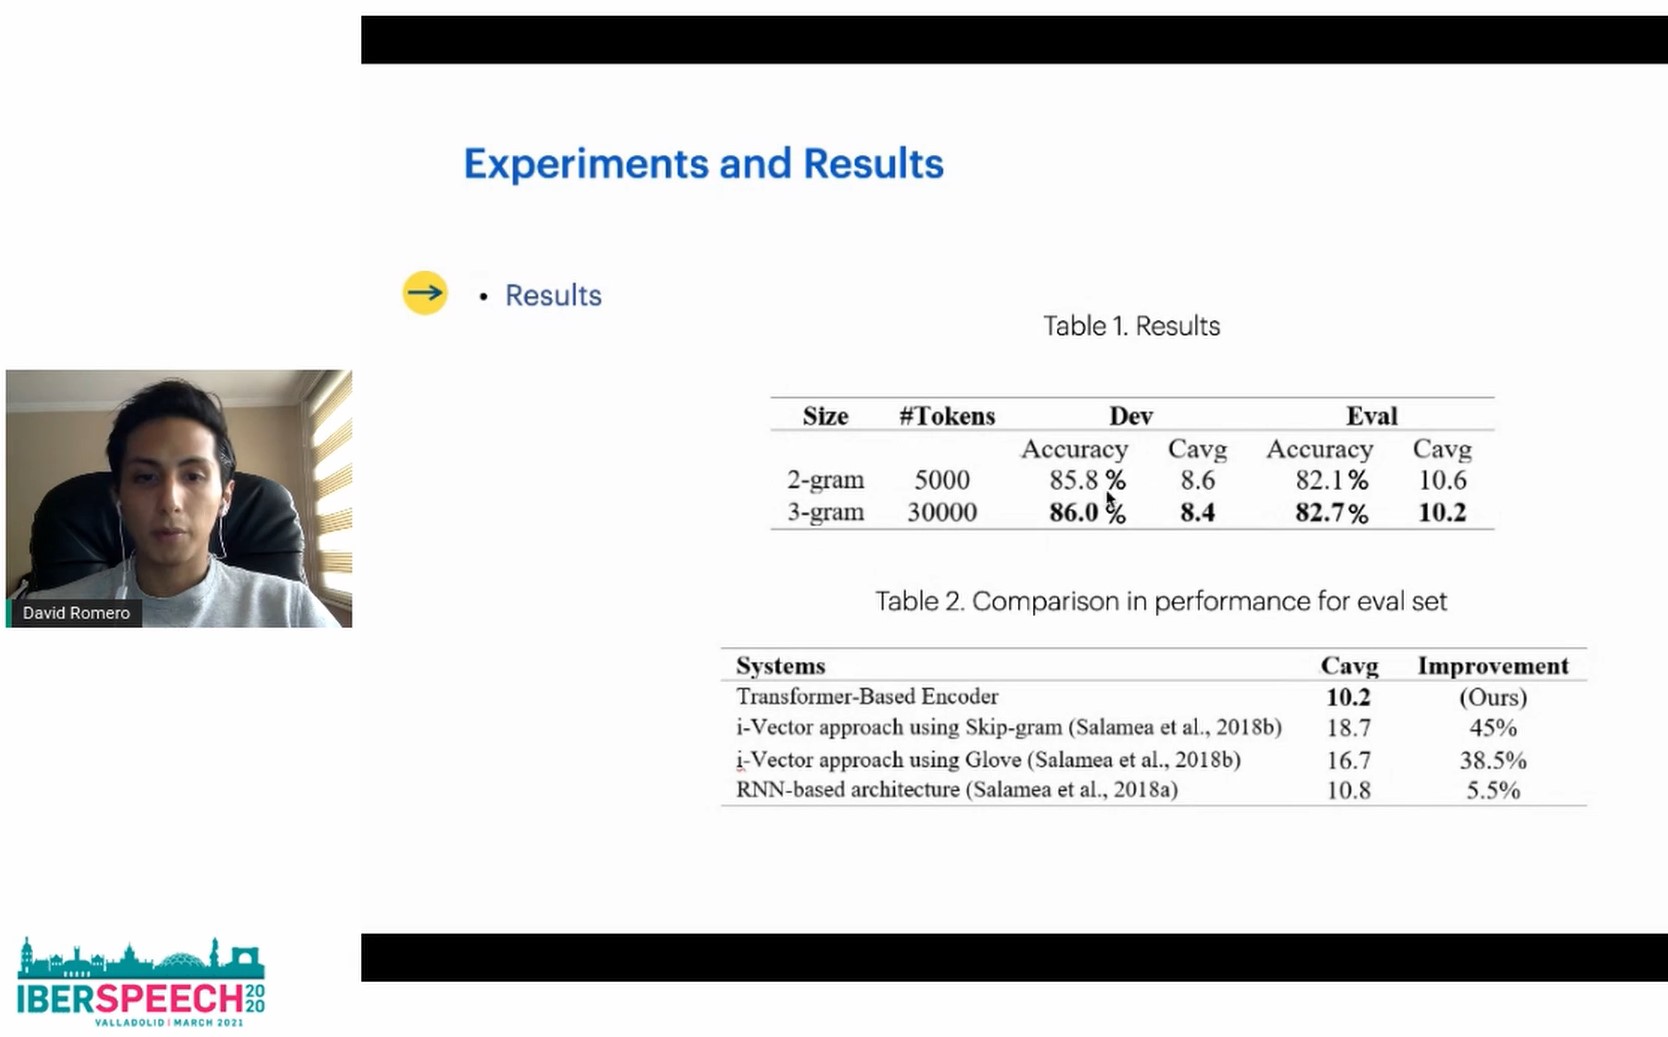 Experiments and Results
• Results
Table 1. Results
Size #Tokens Dev Eval
Accuracy Cavg Accuracy Cavg
2-gram 5000 85.8 % 8.6 82.1 % 10.6
3-gram 30000 86.0 % 8.4 82.7 % 10.2
Table 2. Comparison in performance for eval set
Systems Cavg Improvement
Transformer-Based Encoder 10.2 (Ours)
i-Vector approach using Skip-gram (Salamea et al., 2018b) 18.7 45%
i-Vector approach using Glove (Salamea et al., 2018b) 16.7 38.5%
RNN-based architecture (Salamea et al., 2018a) 10.8 5.5%
David Romero
IBERSPEECH 2020
VALLADOLID | MARCH 2021